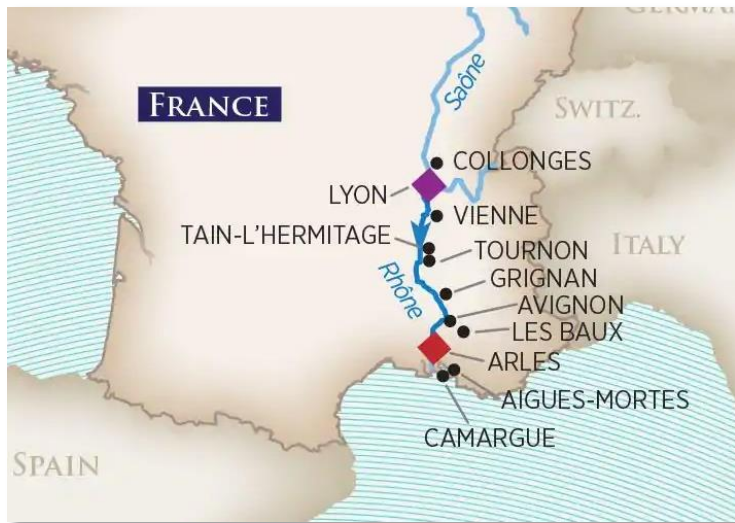 GERMA
Saône
FRANCE
SWITZ.
COLLONGES
LYON
VIENNE
TAIN-L'HERMITAGE
TOURNON
ITALY
Rhône
GRIGNAN
AVIGNON
LES BAUX
ARLES
AIGUES-MORTES
CAMARGUE
SPAIN